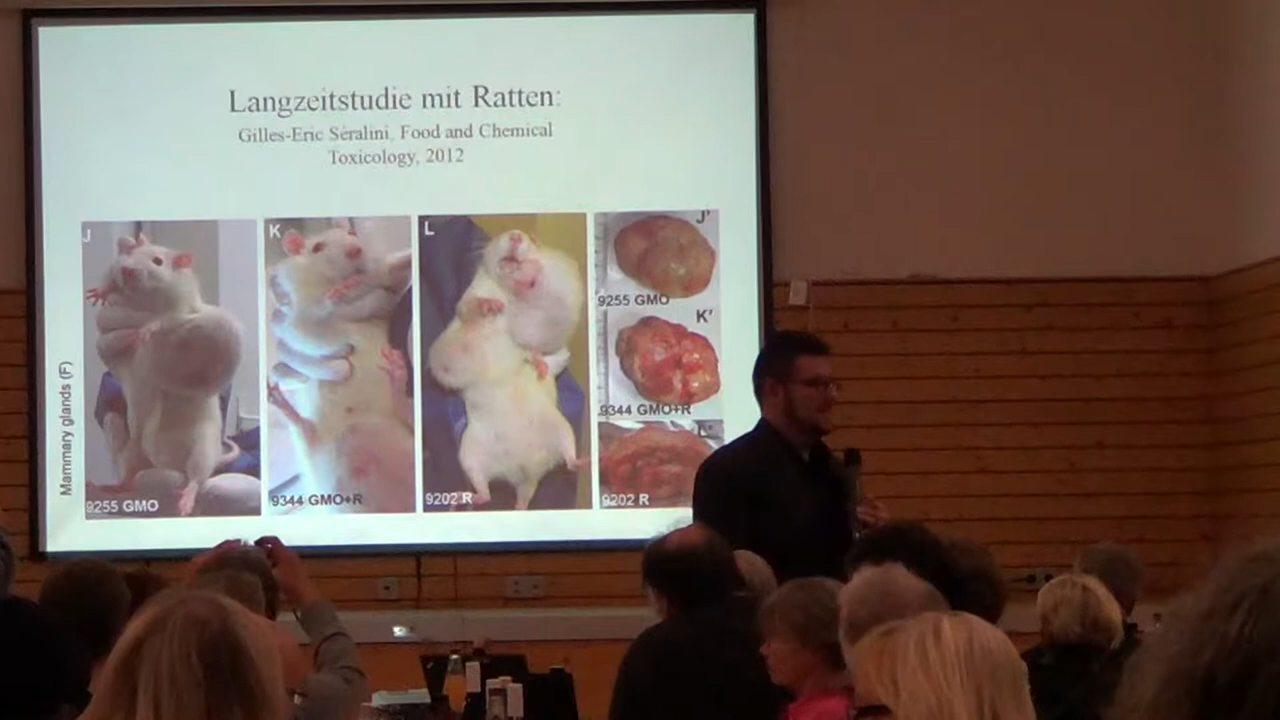 Langzeitstudie mit Ratten:
Gilles-Eric Séralini, Food and Chemical
Toxicology, 2012
Mammary glands (F)
J
9255 GMO
K
9344 GMO+R
L
9202 R
J'
9255 GMO
K'
9344 GMO+R
L'
9202 R